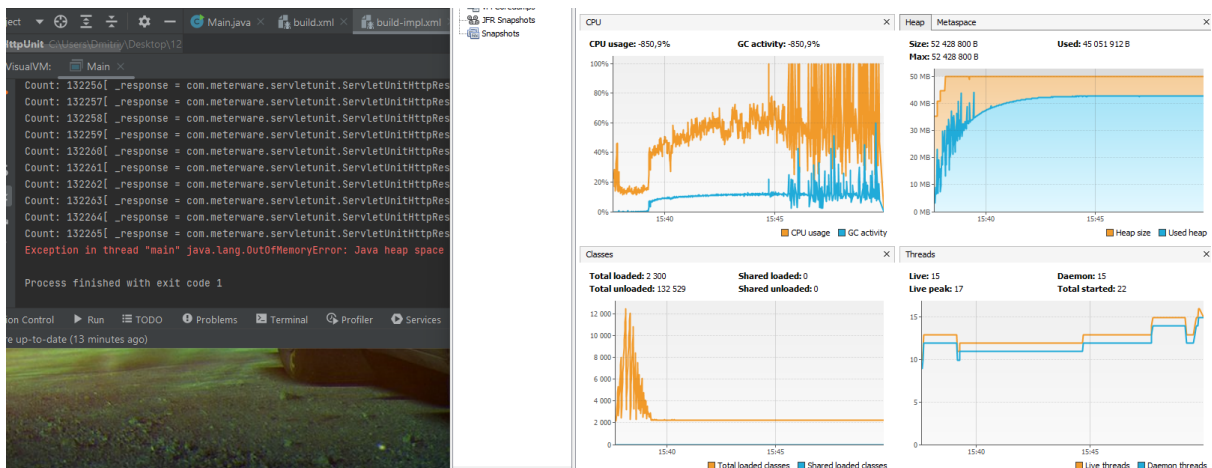 ject
Main.java
build.xml
build-impl.xml
HttpUnit C:\Users\Dmitriy\Desktop\12
VisualVM: Main
Count: 132256[ _response = com.meterware.servletunit.ServletUnitHttpRes
Count: 132257[ _response = com.meterware.servletunit.ServletUnitHttpRes
Count: 132258[ _response = com.meterware.servletunit.ServletUnitHttpRes
Count: 132259[ _response = com.meterware.servletunit.ServletUnitHttpRes
Count: 132260[ _response = com.meterware.servletunit.ServletUnitHttpRes
Count: 132261[ _response = com.meterware.servletunit.ServletUnitHttpRes
Count: 132262[ _response = com.meterware.servletunit.ServletUnitHttpRes
Count: 132263[ _response = com.meterware.servletunit.ServletUnitHttpRes
Count: 132264[ _response = com.meterware.servletunit.ServletUnitHttpRes
Count: 132265[ _response = com.meterware.servletunit.ServletUnitHttpRes
Exception in thread "main" java.lang.OutOfMemoryError: Java heap space
Process finished with exit code 1
ion Control Run TODO Problems Terminal Profiler Services
re up-to-date (13 minutes ago)
JFR Snapshots
Snapshots
CPU
CPU usage: -850,9% GC activity: -850,9%
100%
80%
60%
40%
20%
0%
15:40 15:45
CPU usage GC activity
Heap Metaspace
Size: 52 428 800 B Used: 45 051 912 B
Max: 52 428 800 B
50 MB
40 MB
30 MB
20 MB
10 MB
0 MB
15:40 15:45
Heap size Used heap
Classes
Total loaded: 2 300 Shared loaded: 0
Total unloaded: 132 529 Shared unloaded: 0
12 000
10 000
8 000
6 000
4 000
2 000
0
15:40 15:45
Total loaded classes Shared loaded classes
Threads
Live: 15 Daemon: 15
Live peak: 17 Total started: 22
15
10
5
0
15:40 15:45
Live threads Daemon threads